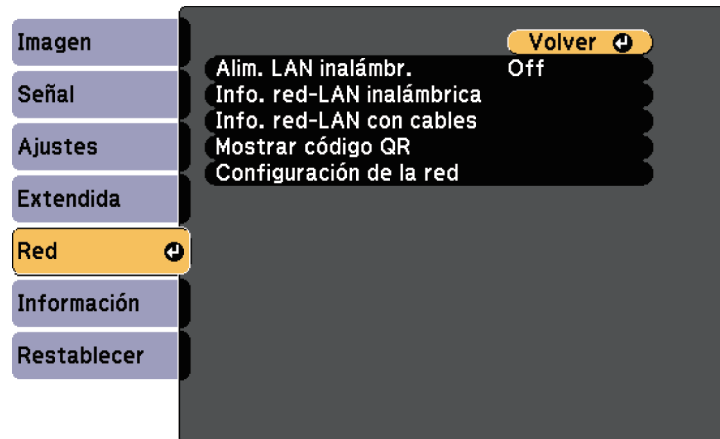 Imagen
Señal
Ajustes
Extendida
Red
Información
Restablecer
Volver
Alim. LAN inalámbr. Off
Info. red-LAN inalámbrica
Info. red-LAN con cables
Mostrar código QR
Configuración de la red